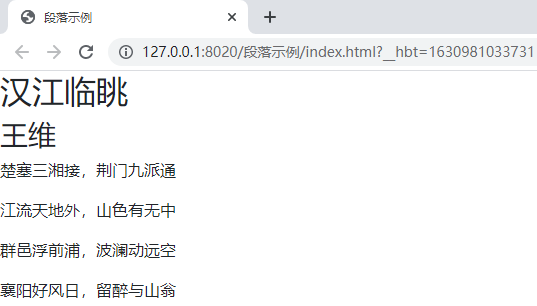 段落示例
127.0.0.1:8020/段落示例/index.html?__hbt=1630981033731
汉江临眺
王维
楚塞三湘接，荆门九派通
江流天地外，山色有无中
群邑浮前浦，波澜动远空
襄阳好风日，留醉与山翁